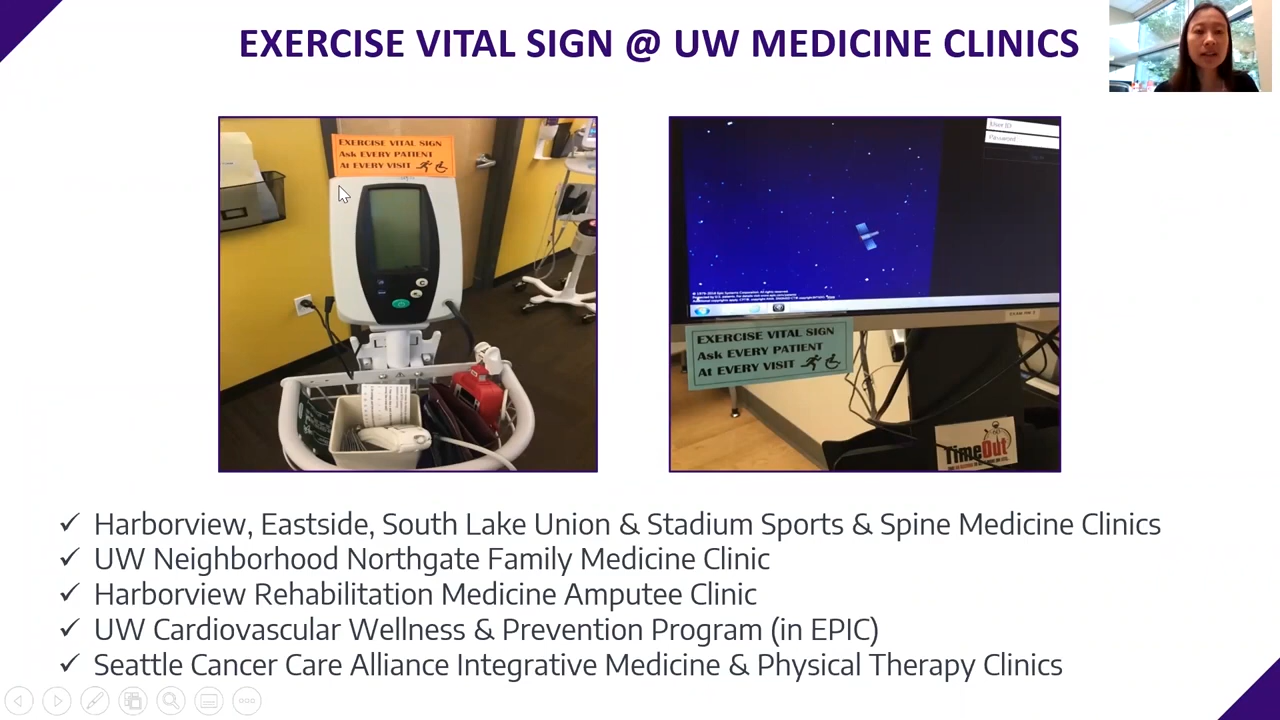 EXERCISE VITAL SIGN @ UW MEDICINE CLINICS
EXERCISE VITAL SIGN
Ask EVERY PATIENT
At EVERY VISIT
User ID
Password
EXERCISE VITAL SIGN
Ask EVERY PATIENT
At EVERY VISIT
TimeOut
✓ Harborview, Eastside, South Lake Union & Stadium Sports & Spine Medicine Clinics
✓ UW Neighborhood Northgate Family Medicine Clinic
✓ Harborview Rehabilitation Medicine Amputee Clinic
✓ UW Cardiovascular Wellness & Prevention Program (in EPIC)
✓ Seattle Cancer Care Alliance Integrative Medicine & Physical Therapy Clinics